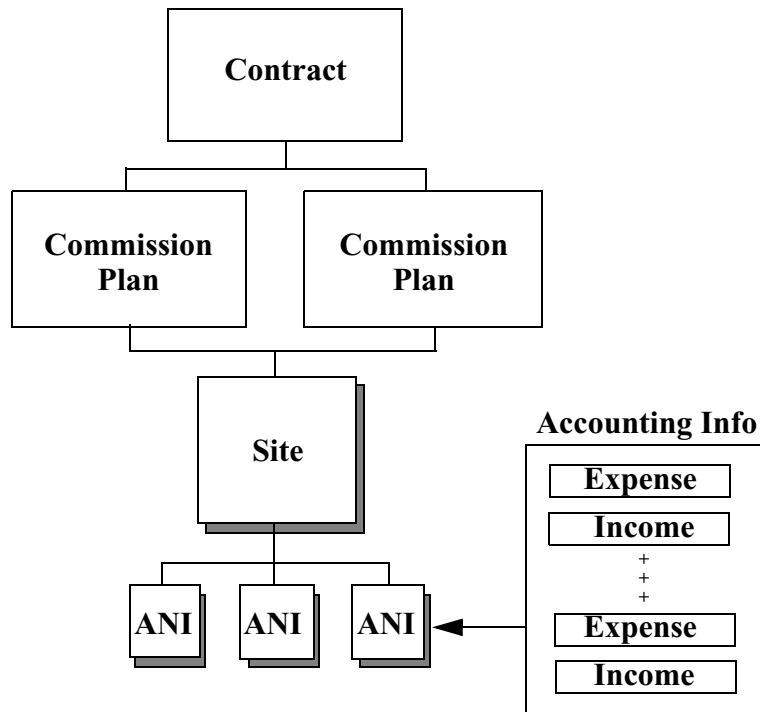 Contract
Commission
Plan
Commission
Plan
Site
ANI
ANI
ANI
Accounting Info
Expense
Income
+
+
+
Expense
Income